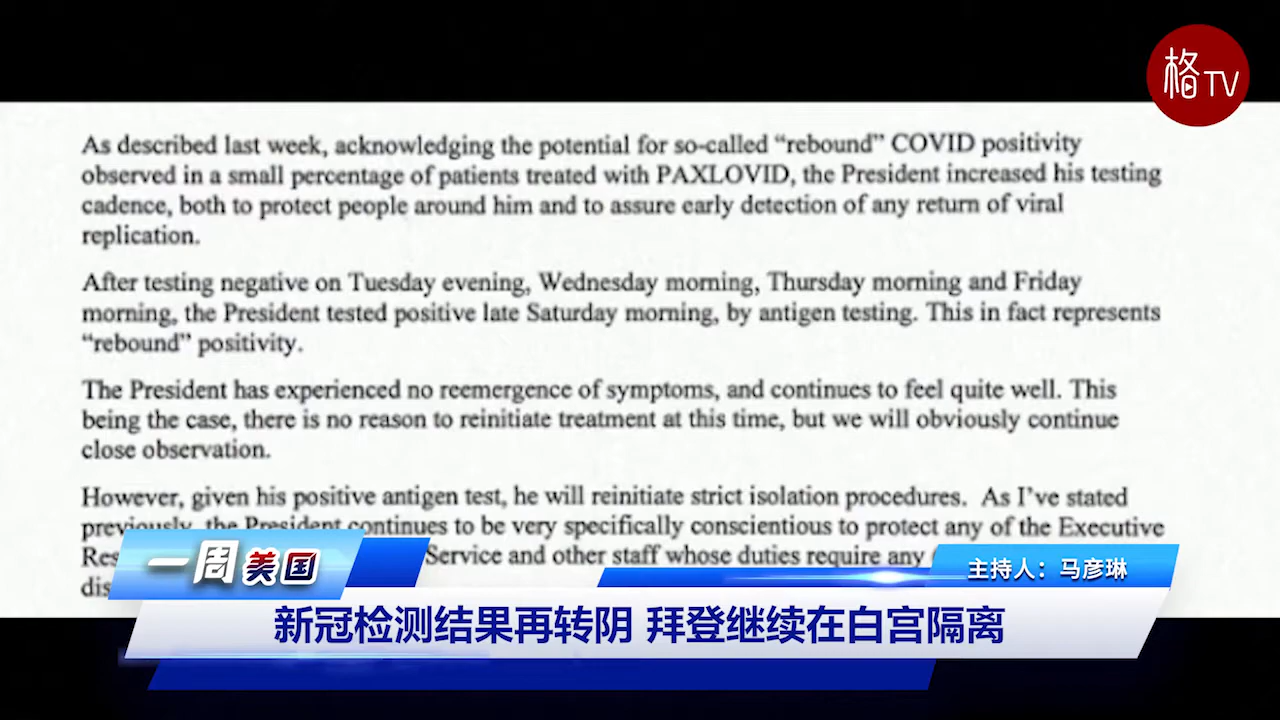 格TV
As described last week, acknowledging the potential for so-called “rebound” COVID positivity
observed in a small percentage of patients treated with PAXLOVID, the President increased his testing
cadence, both to protect people around him and to assure early detection of any return of viral
replication.
After testing negative on Tuesday evening, Wednesday morning, Thursday morning and Friday
morning, the President tested positive late Saturday morning, by antigen testing. This in fact represents
“rebound” positivity.
The President has experienced no reemergence of symptoms, and continues to feel quite well. This
being the case, there is no reason to reinitiate treatment at this time, but we will obviously continue
close observation.
However, given his positive antigen test, he will reinitiate strict isolation procedures. As I’ve stated
previously, the President continues to be very specifically conscientious to protect any of the Executive
Service and other staff whose duties require any
一周美国
主持人：马彦琳
新冠检测结果再转阴 拜登继续在白宫隔离